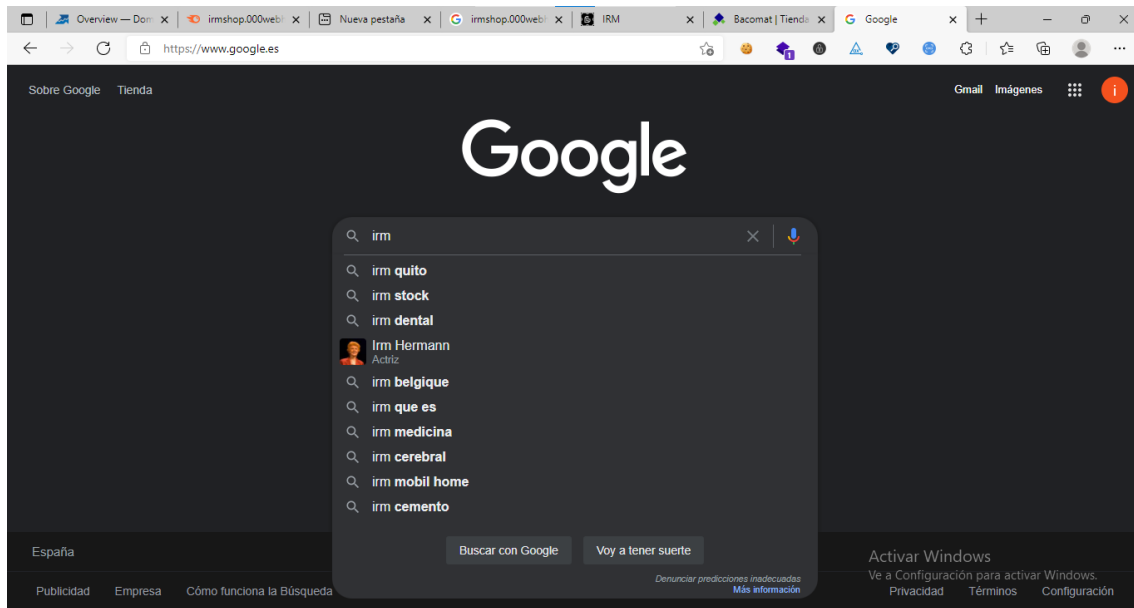 Overview — Dom
irmshop.000webh
Nueva pestaña
irmshop.000webh
IRM
Bacomat | Tienda
Google
https://www.google.es
1
Sobre Google Tienda
Gmail Imágenes
i
Google
irm
irm quito
irm stock
irm dental
Irm Hermann
Actriz
irm belgique
irm que es
irm medicina
irm cerebral
irm mobil home
irm cemento
Buscar con Google Voy a tener suerte
Denunciar predicciones inadecuadas
Más información
España
Activar Windows
Ve a Configuración para activar Windows.
Publicidad Empresa Cómo funciona la Búsqueda
Privacidad Términos Configuración